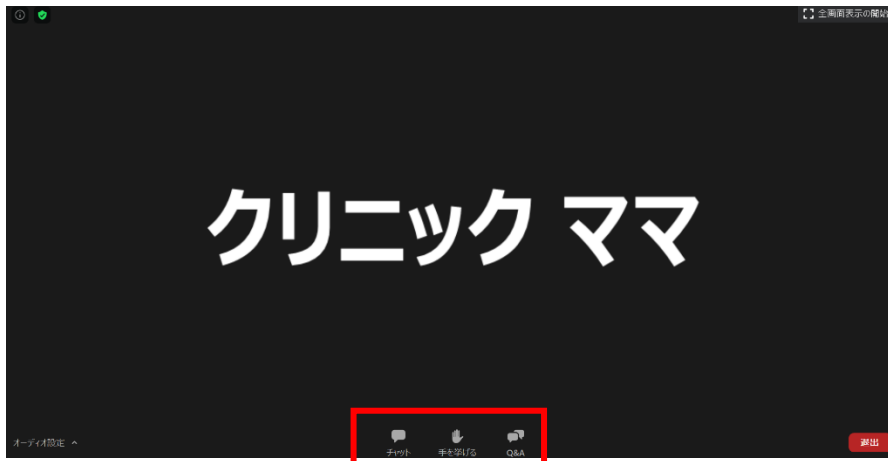 全画面表示の開始
クリニック ママ
オーディオ設定
チャット
手を挙げる
Q&A
退出